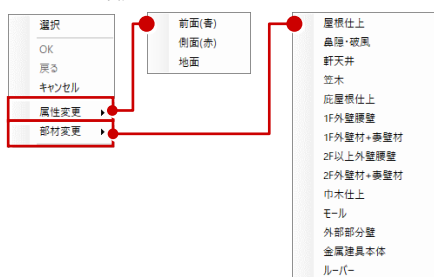 選択
OK
戻る
キャンセル
属性変更
部材変更
前面(青)
側面(赤)
地面
屋根仕上
鼻隠・破風
軒天井
笠木
庇屋根仕上
1F外壁腰壁
1F外壁材+妻壁材
2F以上外壁腰壁
2F外壁材+妻壁材
巾木仕上
モール
外部部分壁
金属建具本体
ルーバー